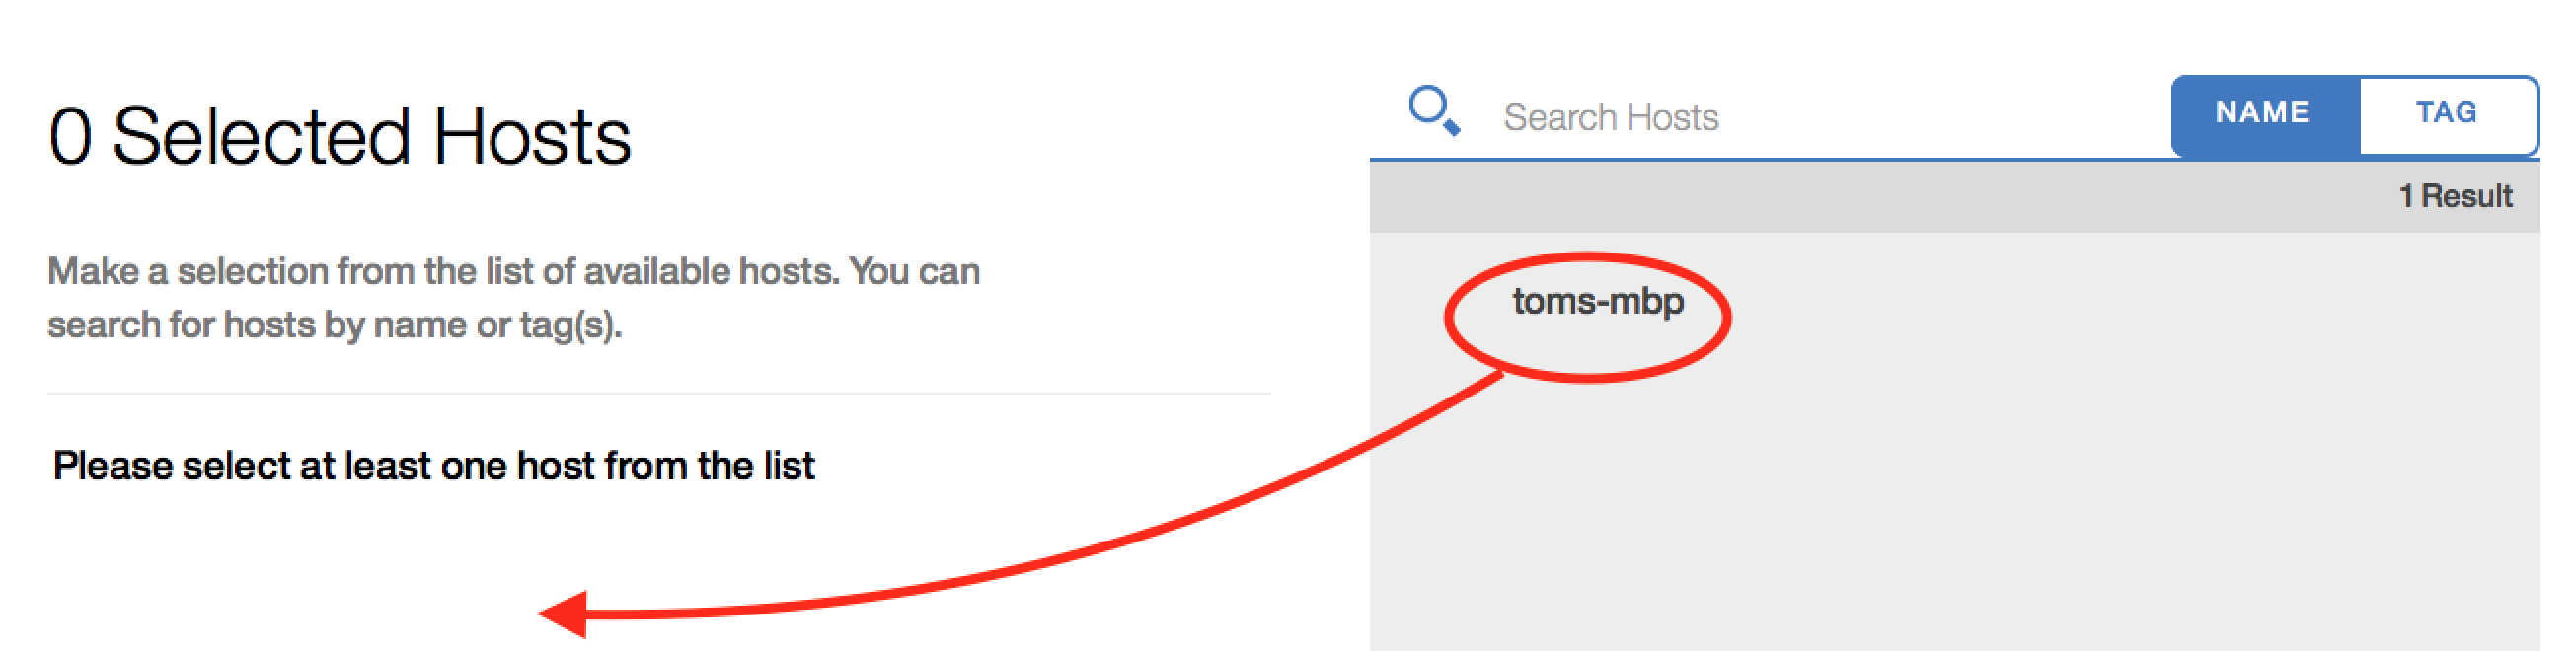 0 Selected Hosts
Make a selection from the list of available hosts. You can
search for hosts by name or tag(s).
Please select at least one host from the list
Search Hosts
NAME
TAG
1 Result
toms-mbp